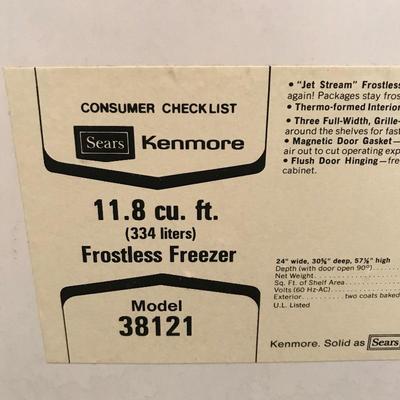 CONSUMER CHECKLIST
Sears Kenmore
11.8 cu. ft.
(334 liters)
Frostless Freezer
Model
38121
• "Jet Stream" Frostless
again! Packages stay fros
• Thermo-formed Interior
• Three Full-Width, Grille-
around the shelves for fast
• Magnetic Door Gasket—
air out to cut operating exp
• Flush Door Hinging—fre
cabinet.
24" wide, 30⅝" deep, 57⅛" high
Depth (with door open 90°)
Net Weight
Sq. Ft. of Shelf Area
Volts (60 Hz-AC)
Exterior two coats baked
U.L. Listed
Kenmore. Solid as Sears